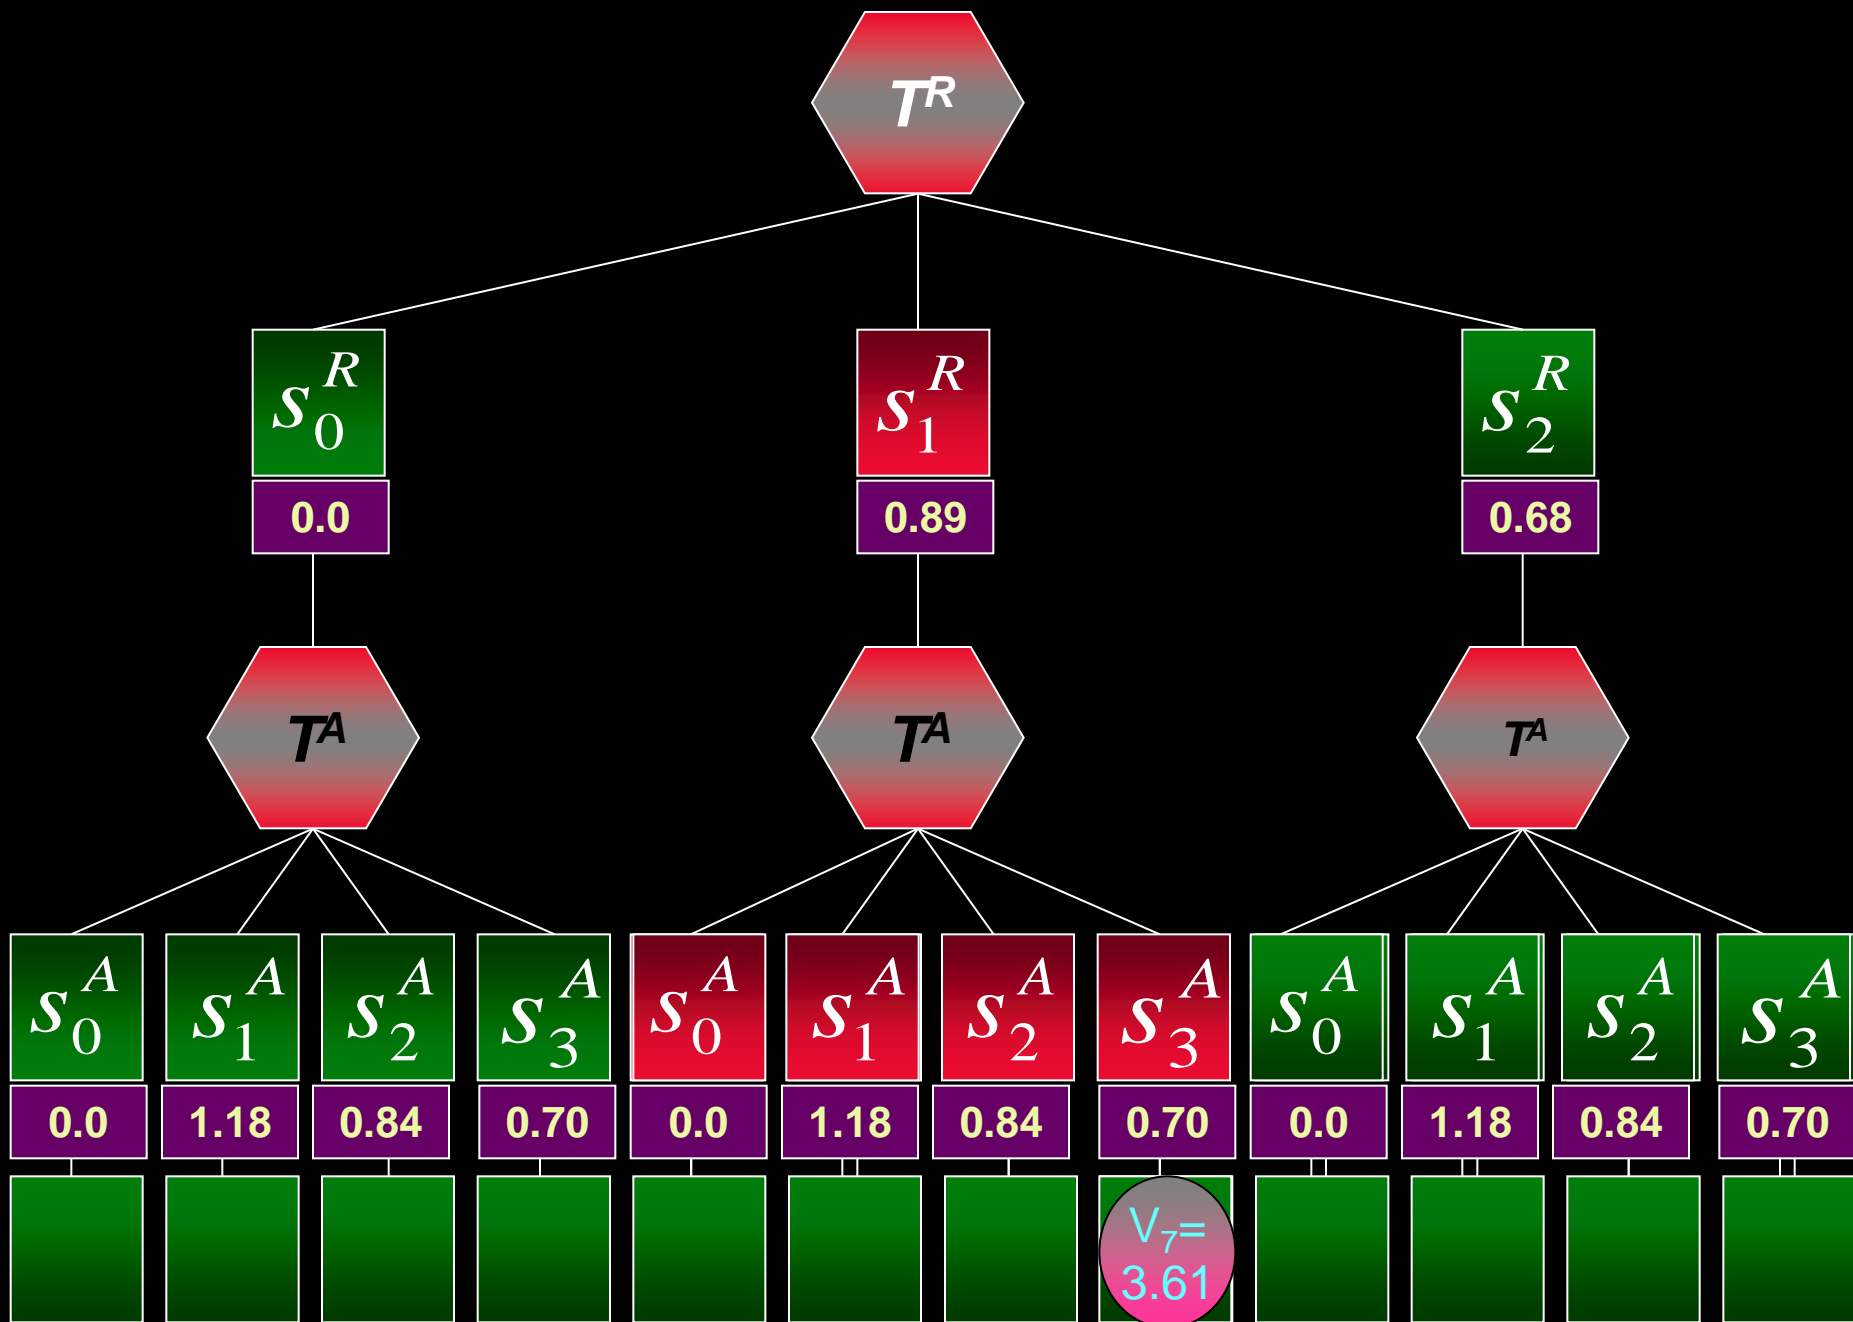 T^R
s_0^R s_1^R s_2^R
0.0 0.89 0.68
T^A T^A T^A
s_0^A s_1^A s_2^A s_3^A s_0^A s_1^A s_2^A s_3^A s_0^A s_1^A s_2^A s_3^A
0.0 1.18 0.84 0.70 0.0 1.18 0.84 0.70 0.0 1.18 0.84 0.70
V_7=
3.61